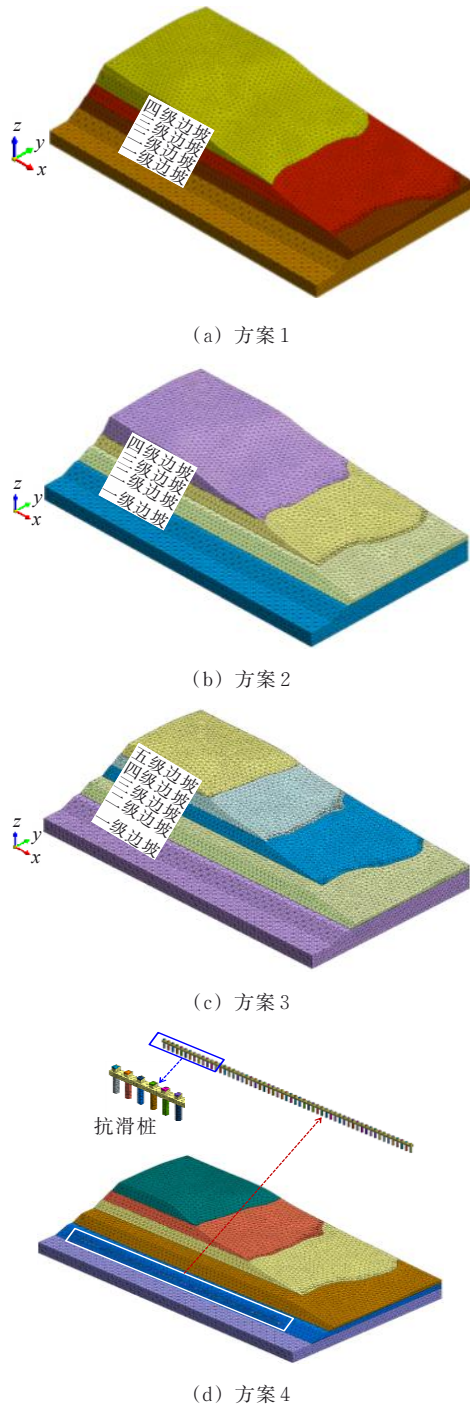 四级边坡
三级边坡
二级边坡
一级边坡
z
y
x
(a) 方案1
四级边坡
三级边坡
二级边坡
一级边坡
z
y
x
(b) 方案2
五级边坡
四级边坡
三级边坡
二级边坡
一级边坡
z
y
x
(c) 方案3
抗滑桩
z
y
x
(d) 方案4